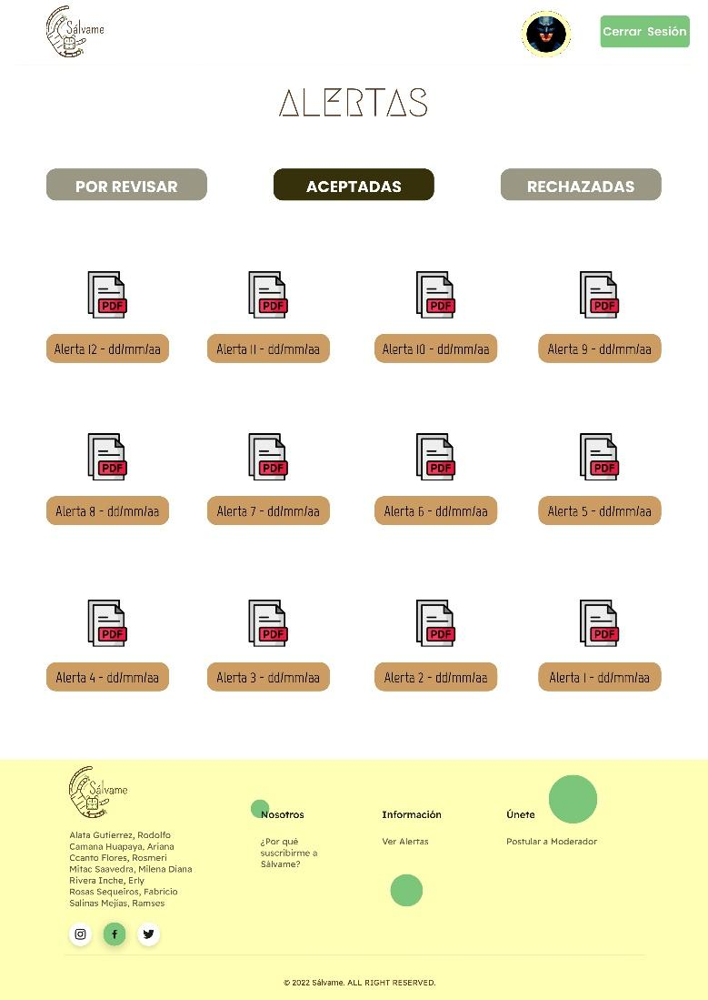 Sálvame
Cerrar Sesión
ALERTAS
POR REVISAR
ACEPTADAS
RECHAZADAS
PDF
PDF
PDF
PDF
Alerta 12 - dd/mm/aa
Alerta 11 - dd/mm/aa
Alerta 10 - dd/mm/aa
Alerta 9 - dd/mm/aa
PDF
PDF
PDF
PDF
Alerta 8 - dd/mm/aa
Alerta 7 - dd/mm/aa
Alerta 6 - dd/mm/aa
Alerta 5 - dd/mm/aa
PDF
PDF
PDF
PDF
Alerta 4 - dd/mm/aa
Alerta 3 - dd/mm/aa
Alerta 2 - dd/mm/aa
Alerta 1 - dd/mm/aa
Sálvame
Alata Gutierrez, Rodolfo
Camana Huapaya, Ariana
Ccanto Flores, Rosmeri
Mitac Saavedra, Milena Diana
Rivera Inche, Erly
Rosas Sequeiros, Fabricio
Salinas Mejias, Ramses
Nosotros
¿Por qué
suscribirme a
Sálvame?
Información
Ver Alertas
Únete
Postular a Moderador
© 2022 Sálvame. ALL RIGHT RESERVED.